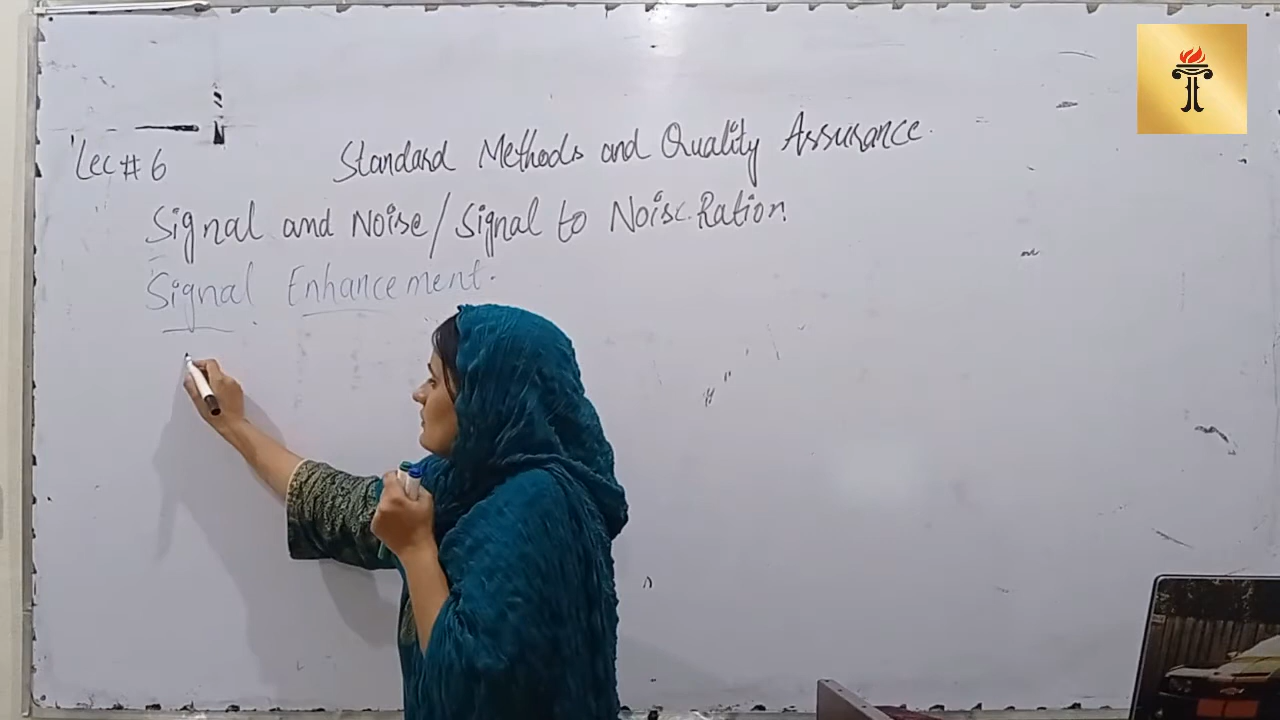 Lec # 6
Standard Methods and Quality Assurance.
Signal and Noise/Signal to Noise Ration
Signal Enhancement.